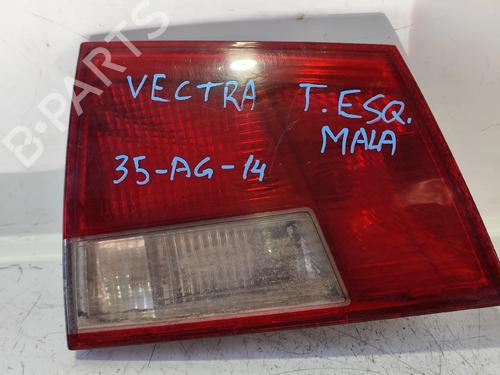 B-PARTS
VECTRA T. ESQ.
MALA
35-AG-14